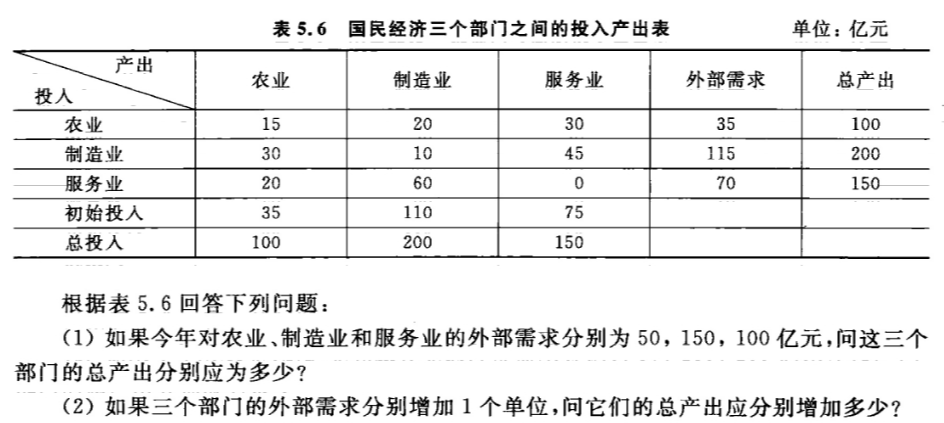 表5.6 国民经济三个部门之间的投入产出表 单位：亿元
产出 投入 农业 制造业 服务业 外部需求 总产出
农业 15 20 30 35 100
制造业 30 10 45 115 200
服务业 20 60 0 70 150
初始投入 35 110 75
总投入 100 200 150
根据表 5.6 回答下列问题：
(1) 如果今年对农业、制造业和服务业的外部需求分别为 50，150，100 亿元，问这三个
部门的总产出分别应为多少？
(2) 如果三个部门的外部需求分别增加 1 个单位，问它们的总产出应分别增加多少？